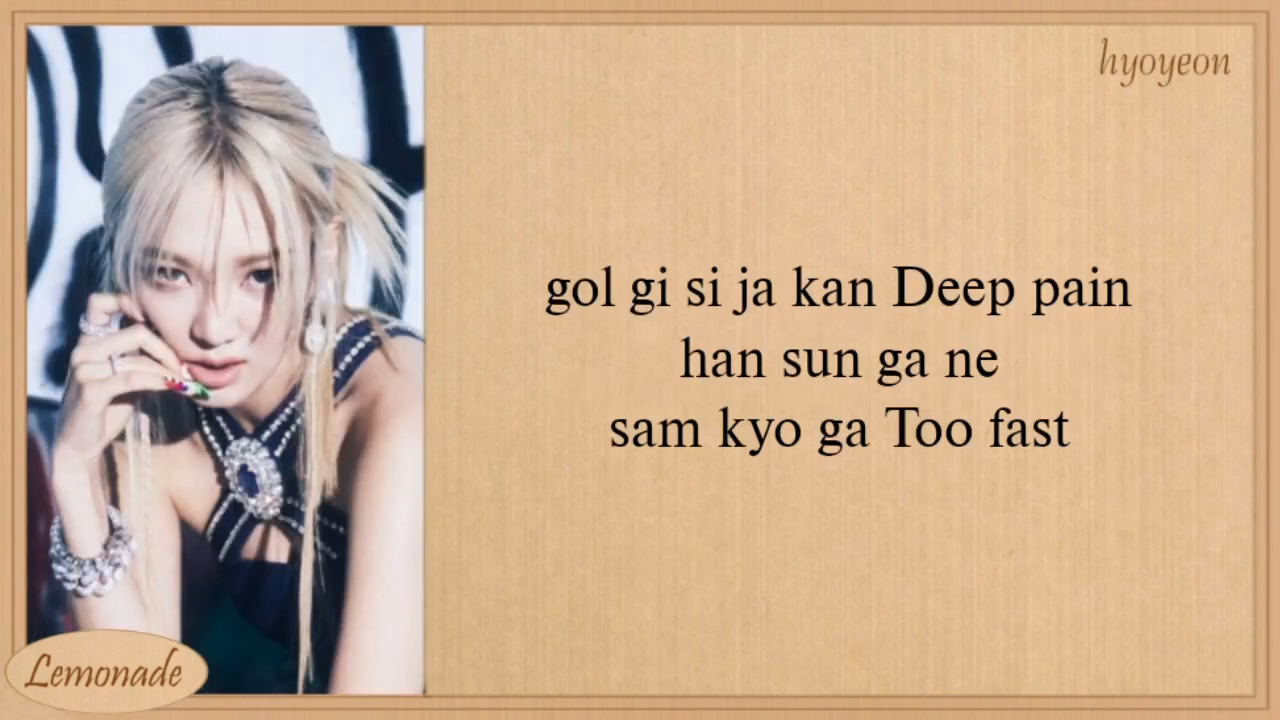 hyoyeon
gol gi si ja kan Deep pain
han sun ga ne
sam kyo ga Too fast
Lemonade